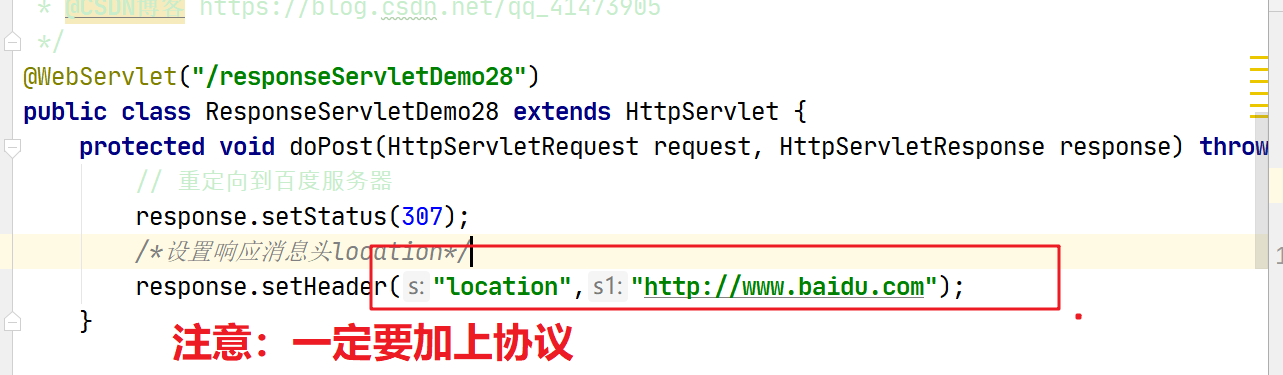 * @CSDN博客 https://blog.csdn.net/qq_41473905
*/
@WebServlet("/responseServletDemo28")
public class ResponseServletDemo28 extends HttpServlet {
protected void doPost(HttpServletRequest request, HttpServletResponse response) throw
// 重定向到百度服务器
response.setStatus(307);
/*设置响应消息头location*/
response.setHeader( s: "location", s1: "http://www.baidu.com");
}
注意：一定要加上协议